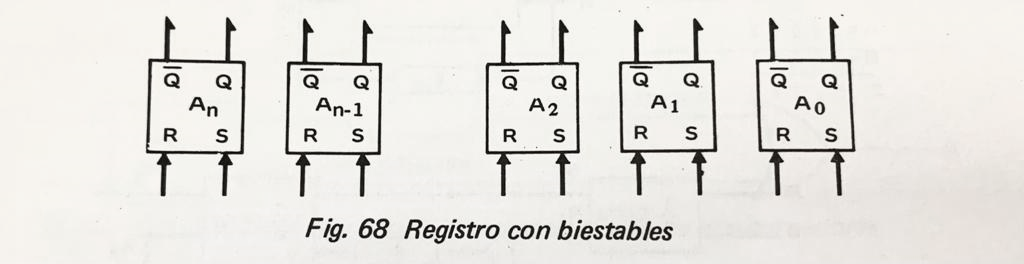 Q̅ Q Q̅ Q Q̅ Q Q̅ Q Q̅ Q
An An-1 A2 A1 A0
R S R S R S R S R S
Fig. 68 Registro con biestables